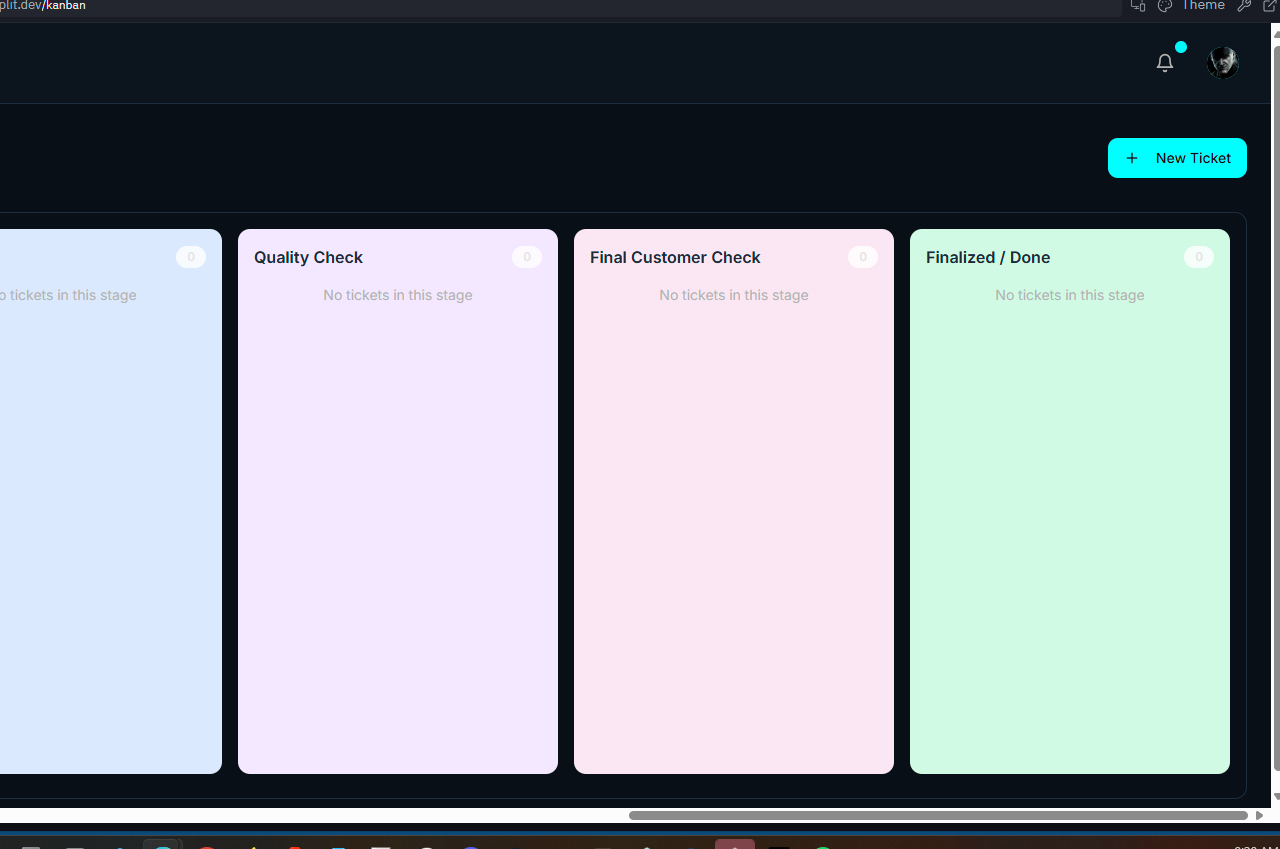 plit.dev/kanban
Theme
New Ticket
0
Quality Check
0
Final Customer Check
0
Finalized / Done
0
tickets in this stage
No tickets in this stage
No tickets in this stage
No tickets in this stage